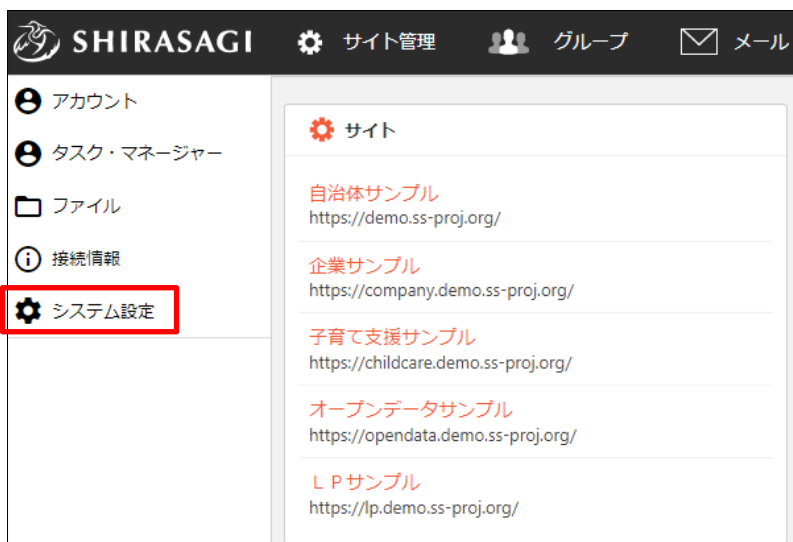 SHIRASAGI サイト管理 グループ メール
アカウント
タスク・マネージャー
ファイル
接続情報
システム設定
サイト
自治体サンプル
https://demo.ss-proj.org/
企業サンプル
https://company.demo.ss-proj.org/
子育て支援サンプル
https://childcare.demo.ss-proj.org/
オープンデータサンプル
https://opendata.demo.ss-proj.org/
ＬＰサンプル
https://lp.demo.ss-proj.org/